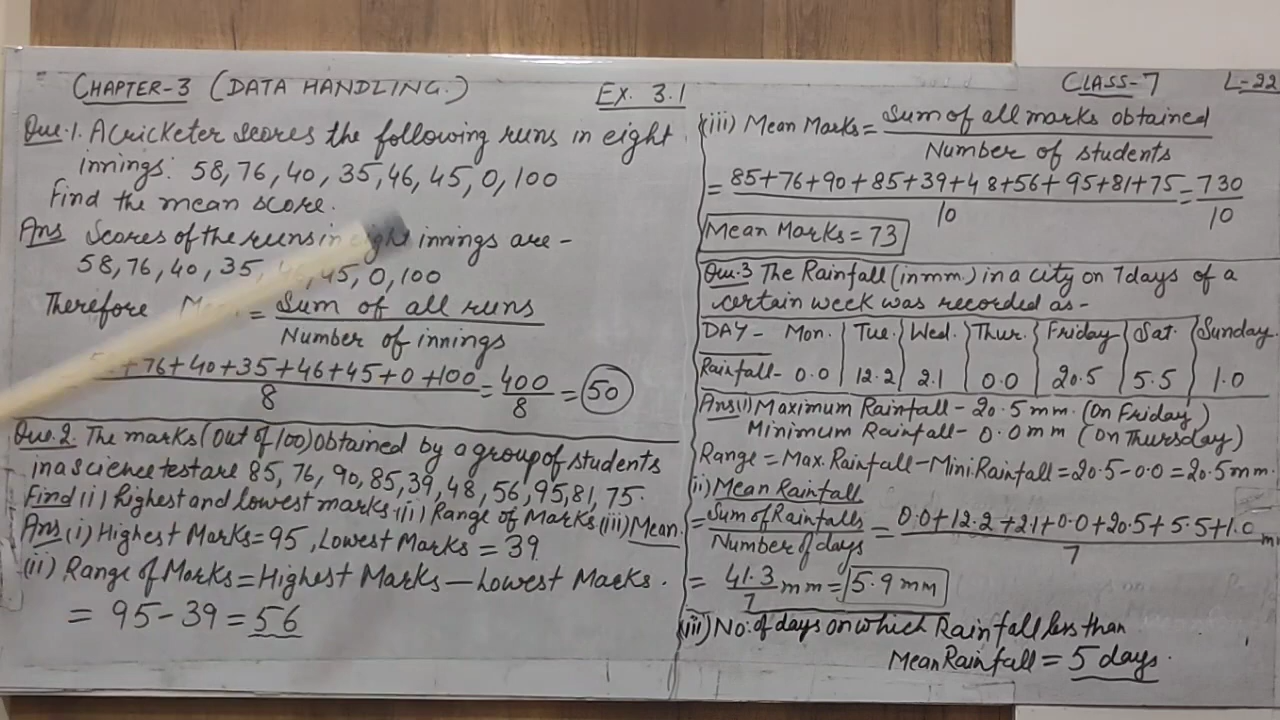 CHAPTER-3 (DATA HANDLING.)
EX. 3.1
Que.1. A Cricketer scores the following runs in eight
innings: 58, 76, 40, 35, 46, 45, 0, 100
Find the mean score.
Ans Scores of the runs in eight innings are -
58, 76, 40, 35, 46, 45, 0, 100
Therefore = Sum of all runs
Number of innings
+76+40+35+46+45+0+100 = 400 = 50
8 8
Que.2. The marks (out of 100) obtained by a group of students
in a science test are 85, 76, 90, 85, 39, 48, 56, 95, 81, 75.
Find (i) Highest and lowest marks (ii) Range of Marks (iii) Mean.
Ans (i) Highest Marks = 95, Lowest Marks = 39
(ii) Range of Marks = Highest Marks - Lowest Marks.
= 95-39 = 56
CLASS-7 L-22
(iii) Mean Marks = Sum of all marks obtained
Number of students
= 85+76+90+85+39+48+56+95+81+75 = 730
10 10
Mean Marks = 73
Que.3 The Rainfall (in mm.) in a city on 7 days of a
certain week was recorded as -
DAY - Mon. Tue. Wed. Thur. Friday Sat. Sunday
Rainfall - 0.0 12.2 2.1 0.0 20.5 5.5 1.0
Ans (i) Maximum Rainfall - 20.5 mm. (On Friday)
Minimum Rainfall - 0.0 mm (On Thursday)
Range = Max. Rainfall - Mini. Rainfall = 20.5 - 0.0 = 20.5 mm.
(ii) Mean Rainfall
= Sum of Rainfalls = 0.0+12.2+2.1+0.0+20.5+5.5+1.0
Number of days 7
= 41.3 mm = 5.9 mm
7
(iii) No. of days on which Rainfall less than
Mean Rainfall = 5 days.